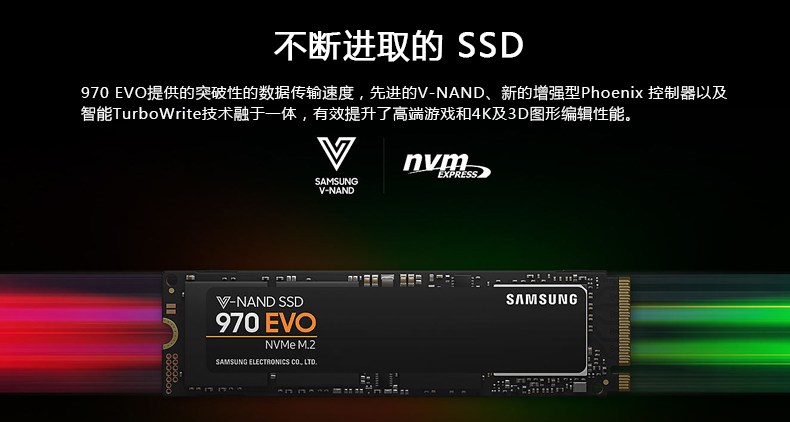 不断进取的 SSD
970 EVO提供的突破性的数据传输速度，先进的V-NAND、新的增强型Phoenix 控制器以及
智能TurboWrite技术融于一体，有效提升了高端游戏和4K及3D图形编辑性能。
SAMSUNG
V-NAND
nvm
EXPRESS
V-NAND SSD
970 EVO
NVMe M.2
SAMSUNG ELECTRONICS CO., LTD.
SAMSUNG